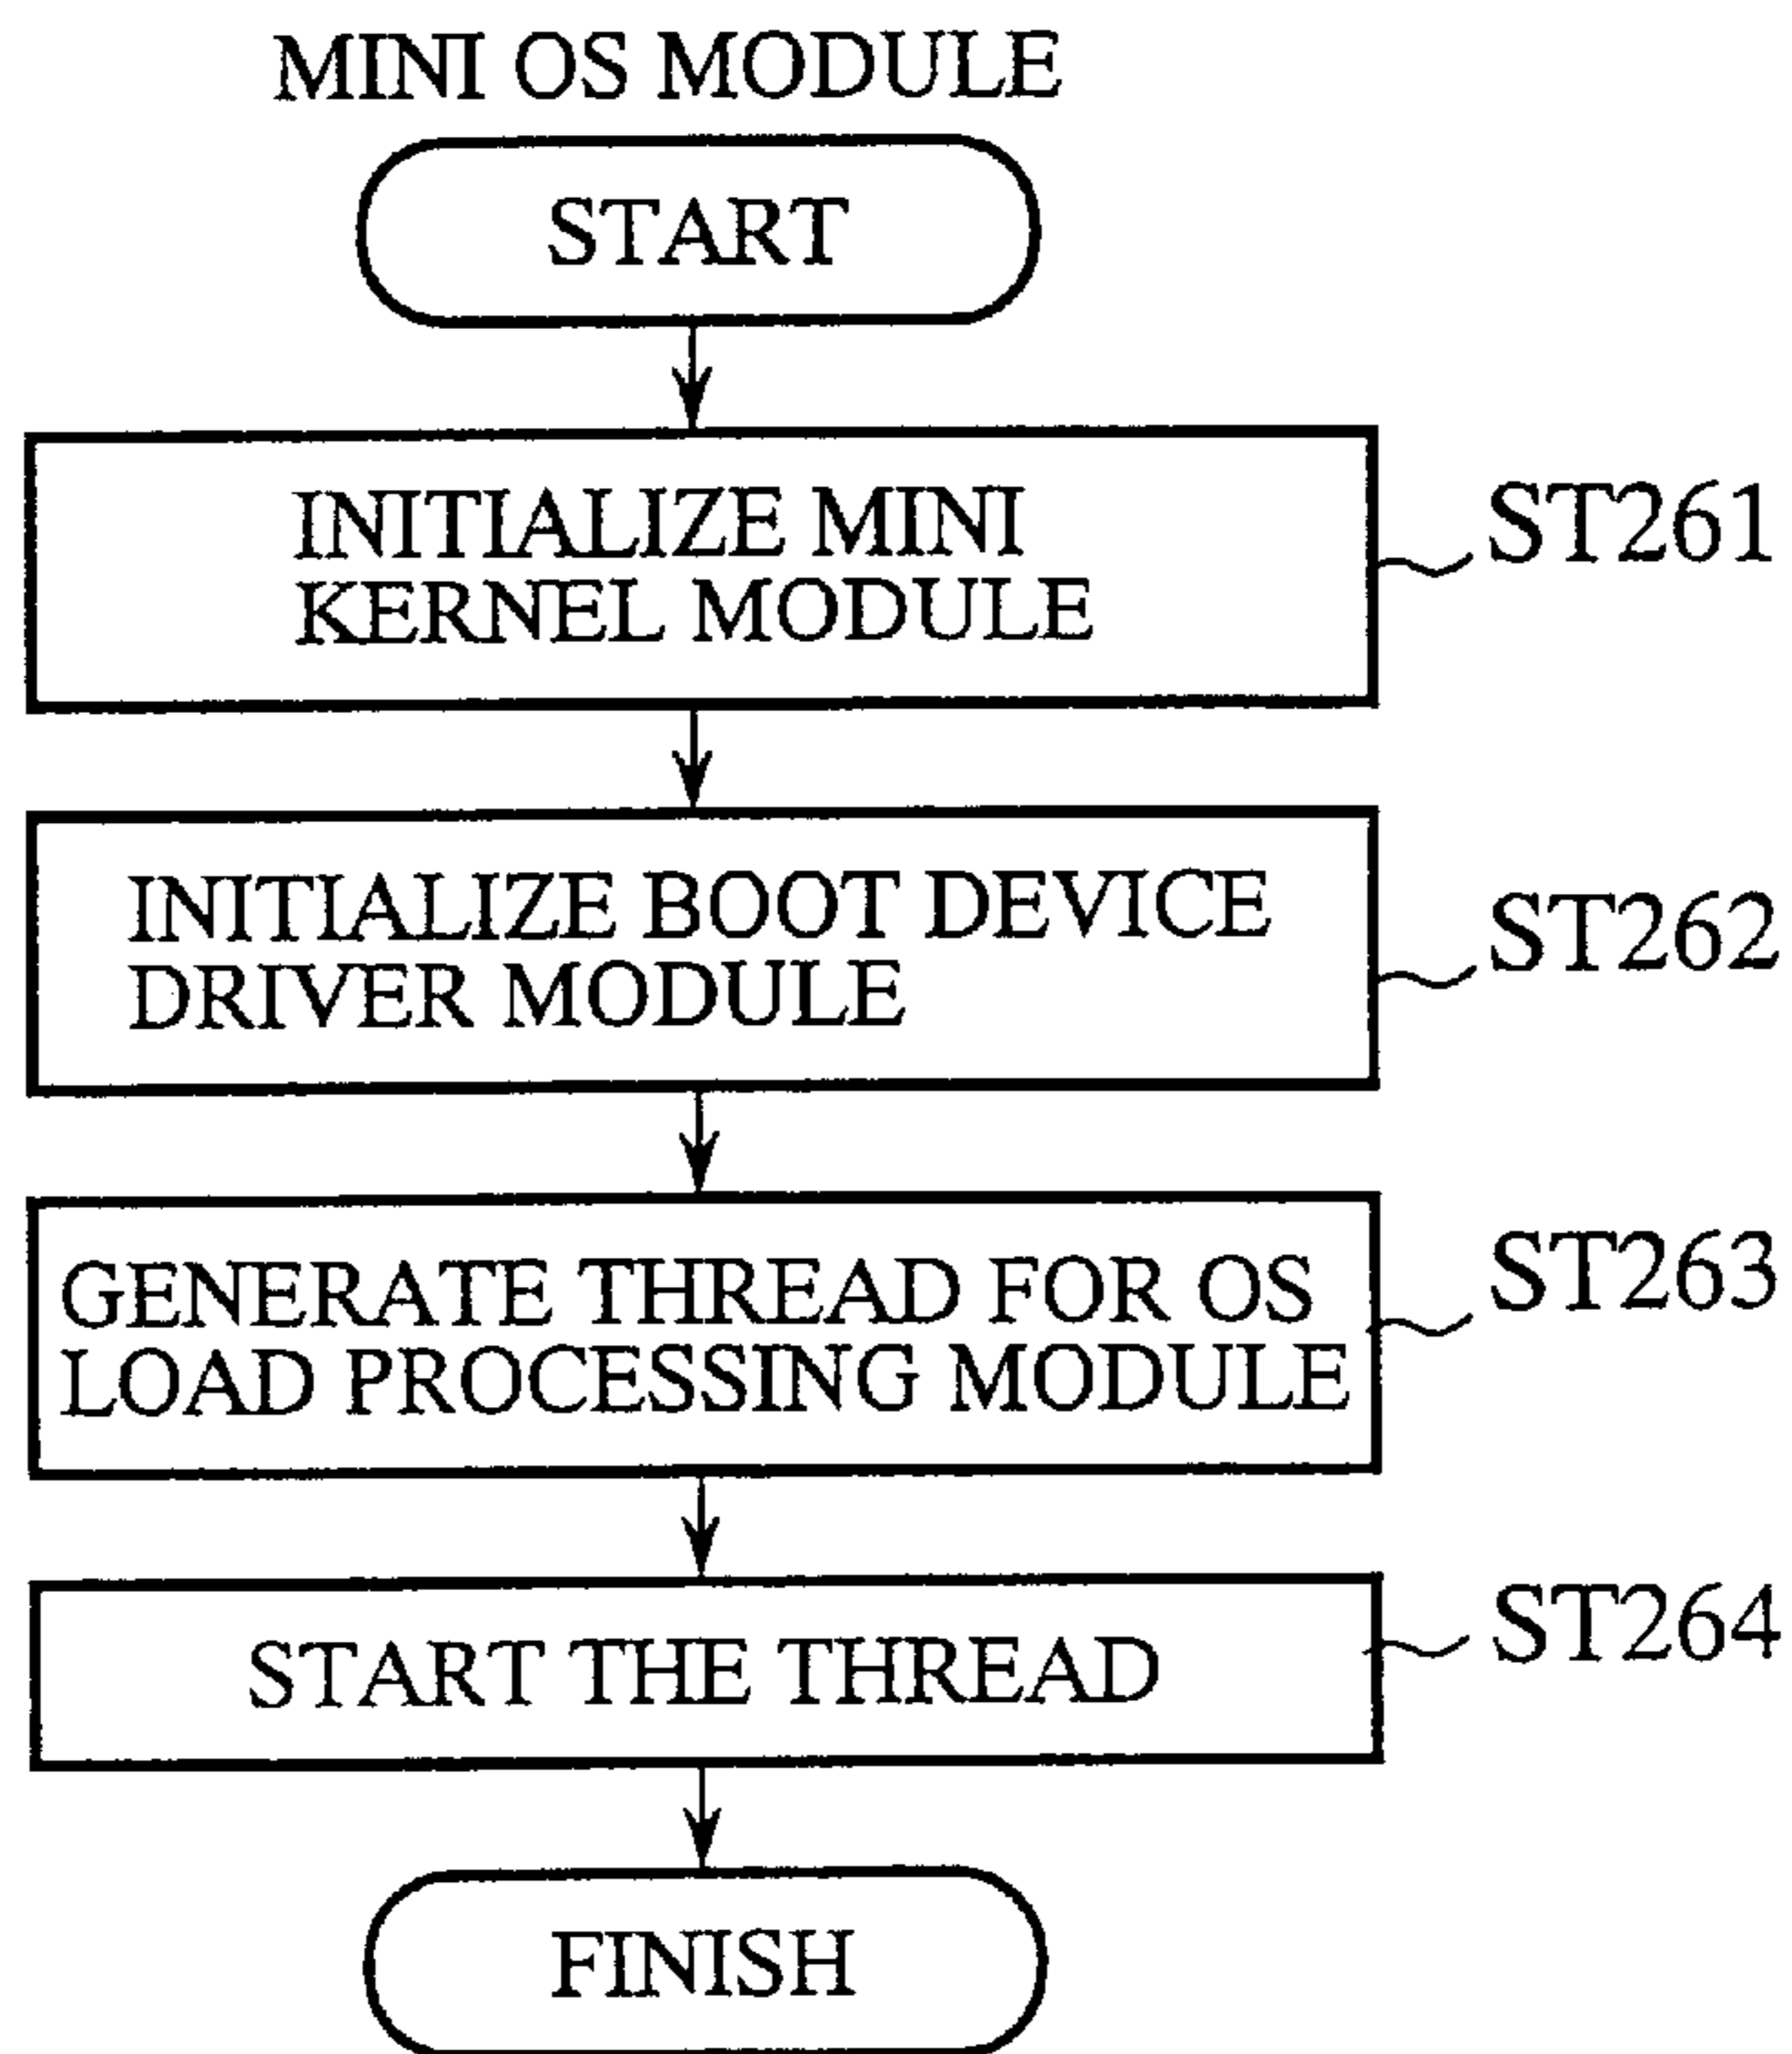 MINI OS MODULE
START
INITIALIZE MINI
KERNEL MODULE
ST261
INITIALIZE BOOT DEVICE
DRIVER MODULE
ST262
GENERATE THREAD FOR OS
LOAD PROCESSING MODULE
ST263
START THE THREAD
ST264
FINISH